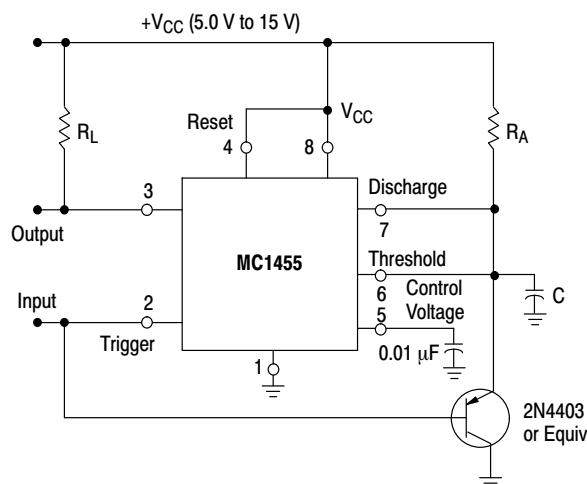 +VCC (5.0 V to 15 V)
RL
Reset
4
8
VCC
RA
3
Discharge
7
Output
MC1455
Threshold
6
Control
Voltage
C
Input
2
5
Trigger
0.01 μF
1
2N4403
or Equiv